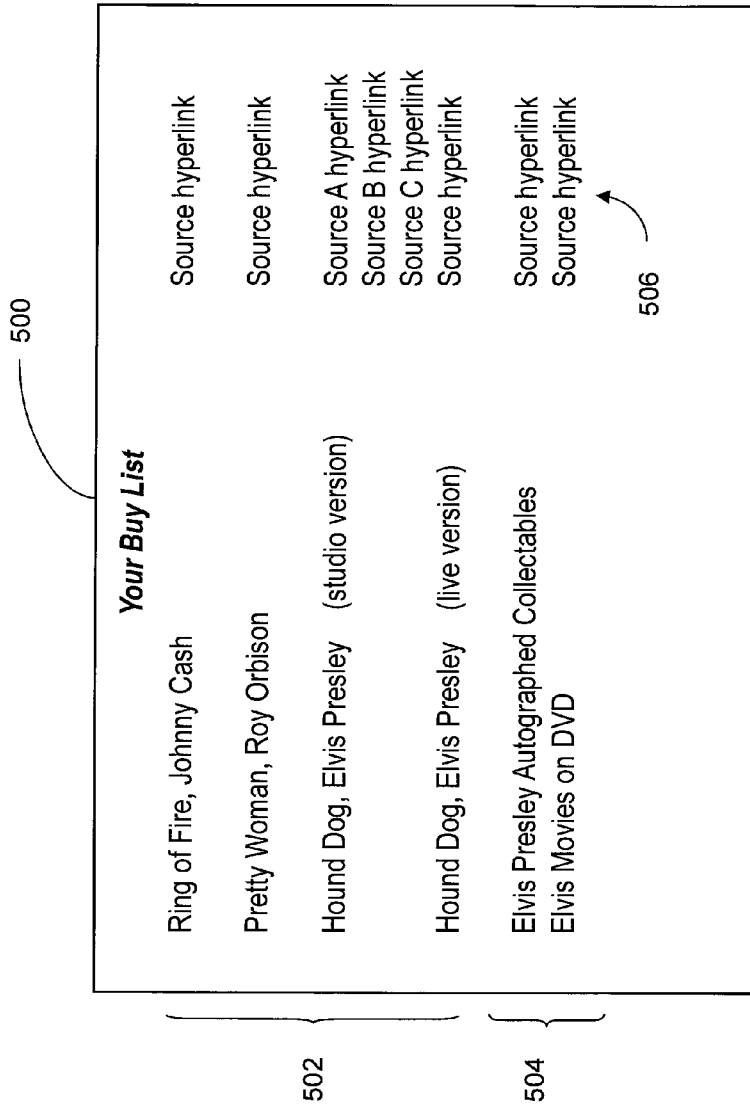 500
Your Buy List
Ring of Fire, Johnny Cash Source hyperlink
Pretty Woman, Roy Orbison Source hyperlink
Hound Dog, Elvis Presley (studio version) Source A hyperlink
Source B hyperlink
Source C hyperlink
Hound Dog, Elvis Presley (live version) Source hyperlink
502
Elvis Presley Autographed Collectables Source hyperlink
Elvis Movies on DVD Source hyperlink
504
506